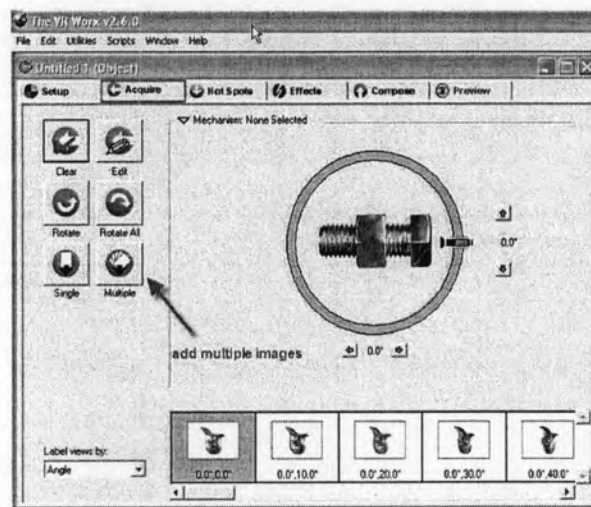 The VR Worx v2.6.0
File Edit Utilities Scripts Window Help
Untitled 1 (Object)
Setup Acquire Hot Spots Effects Compose Preview
Mechanism: None Selected
Clear Edit
Rotate Rotate All
0.0°
Single Multiple
add multiple images
0.0°
Label views by:
Angle
0.0°,0.0° 0.0°,10.0° 0.0°,20.0° 0.0°,30.0° 0.0°,40.0°